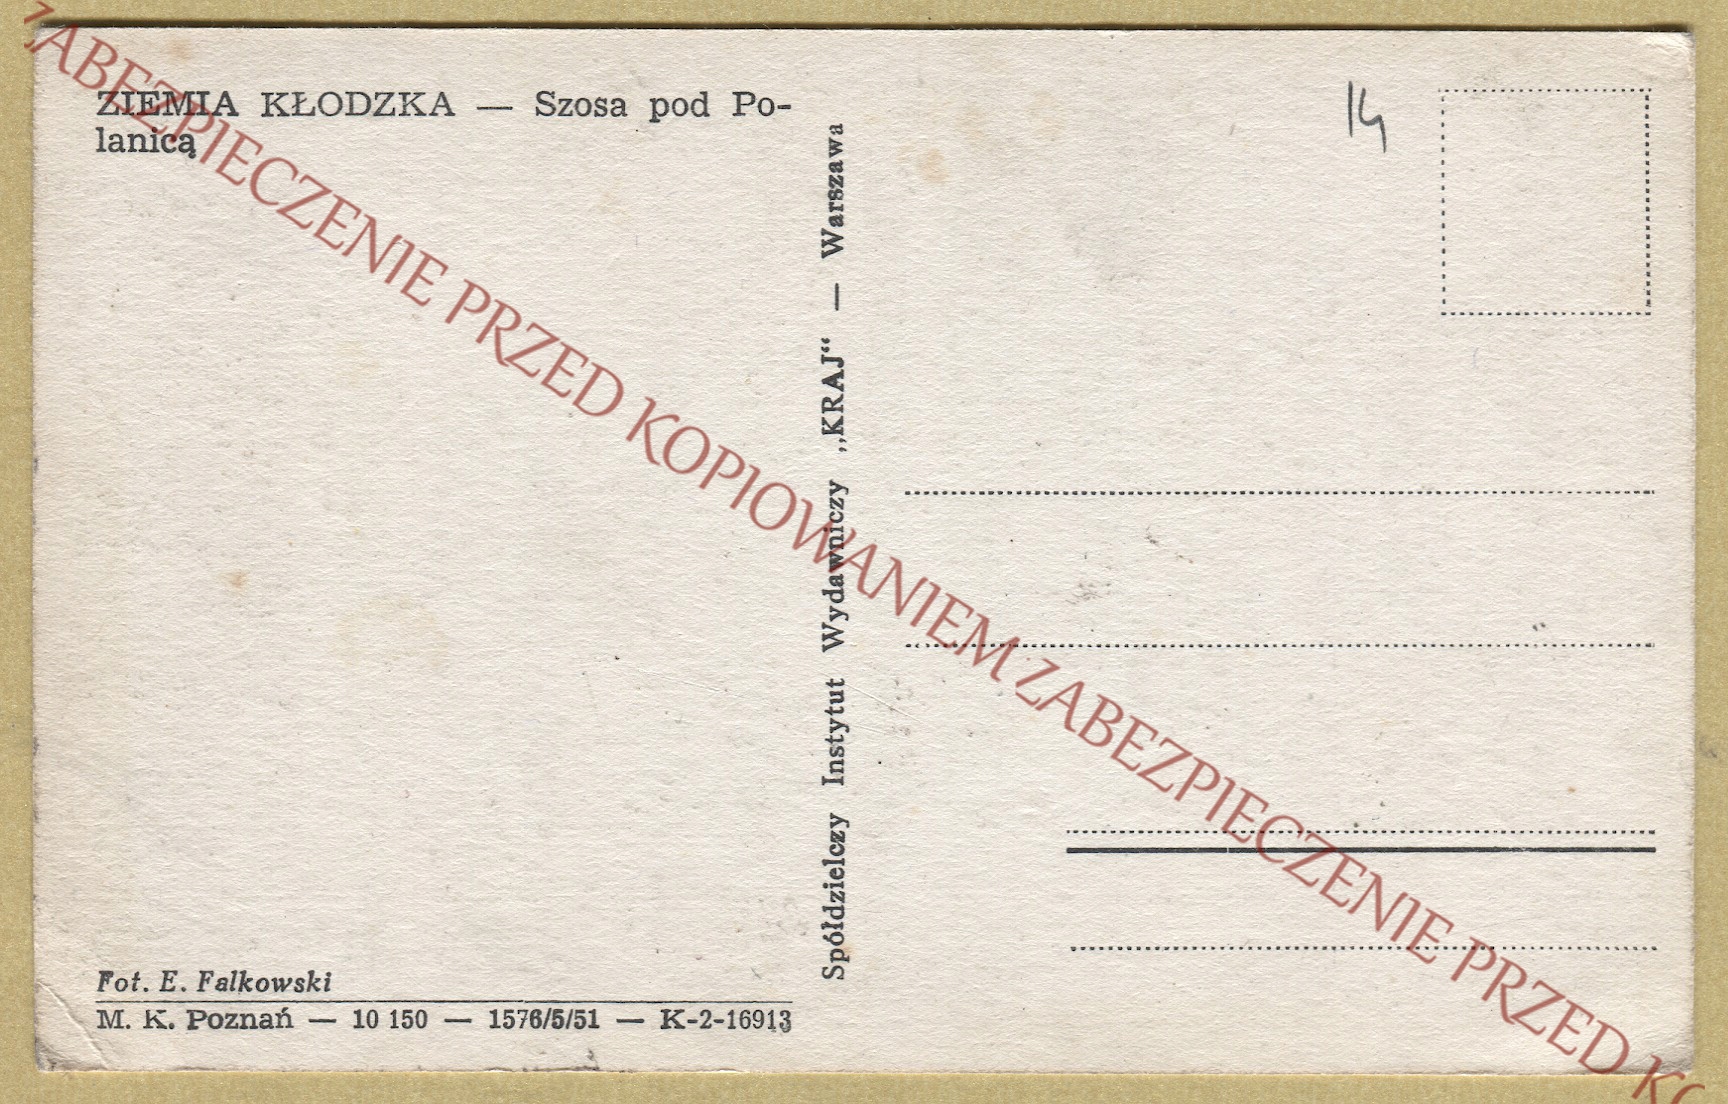 ZIEMIA KŁODZKA — Szosa pod Po-
lanicą
Spółdzielczy Instytut Wydawniczy „KRAJ“ — Warszawa
14
Fot. E. Falkowski
M. K. Poznań — 10 150 — 1576/5/51 — K-2-16913
ZABEZPIECZENIE PRZED KOPIOWANIEM ZABEZPIECZENIE PRZED KO